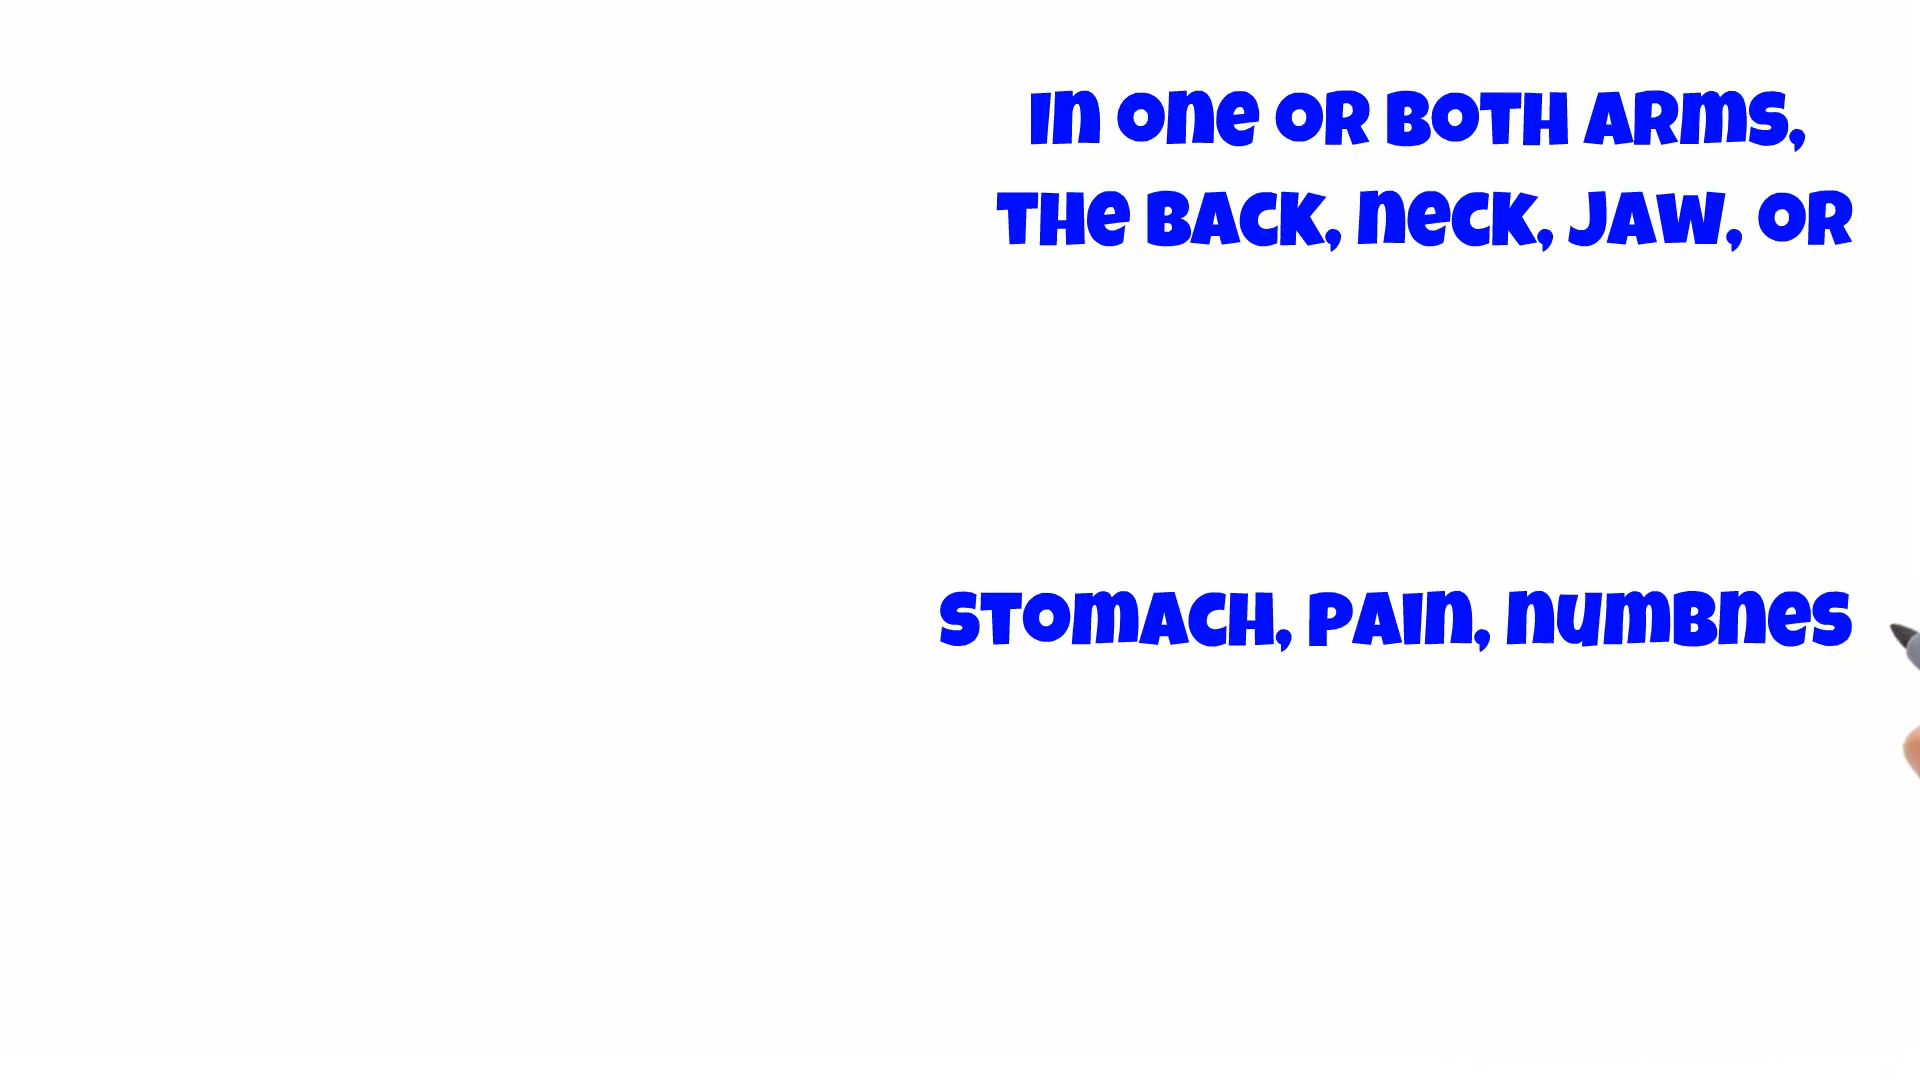 In one or both arms,
the back, neck, jaw, or
stomach, pain, numbnes